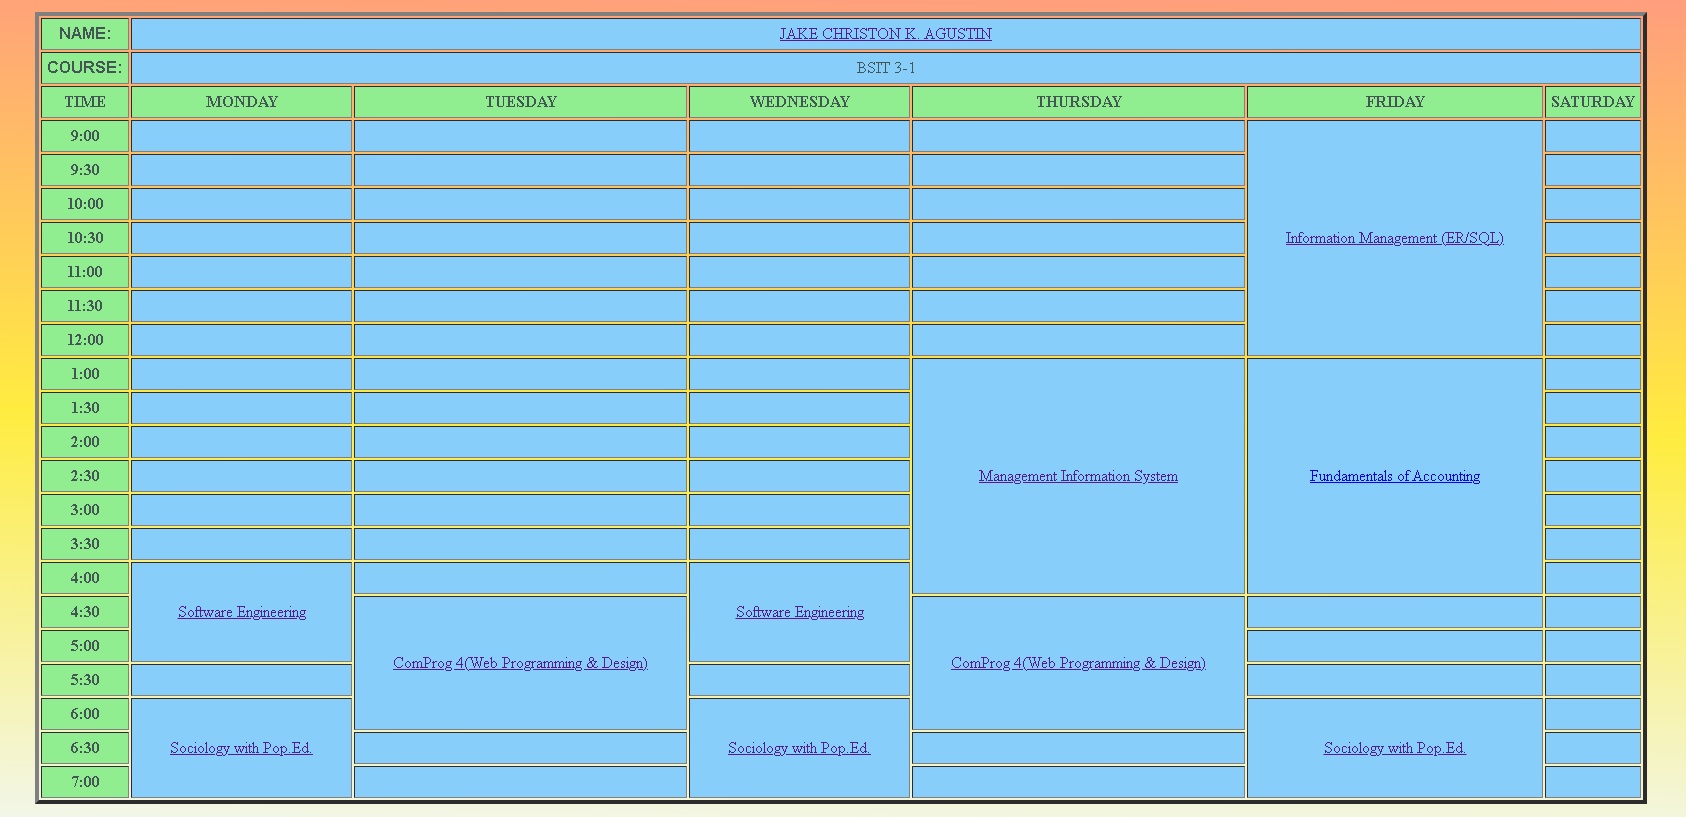 NAME: JAKE CHRISTON K. AGUSTIN
COURSE: BSIT 3-1
TIME MONDAY TUESDAY WEDNESDAY THURSDAY FRIDAY SATURDAY
9:00
9:30
10:00
10:30 Information Management (ER/SQL)
11:00
11:30
12:00
1:00
1:30
2:00
2:30 Management Information System Fundamentals of Accounting
3:00
3:30
4:00
4:30 Software Engineering Software Engineering
5:00
ComProg 4(Web Programming & Design) ComProg 4(Web Programming & Design)
5:30
6:00
6:30 Sociology with Pop.Ed. Sociology with Pop.Ed. Sociology with Pop.Ed.
7:00